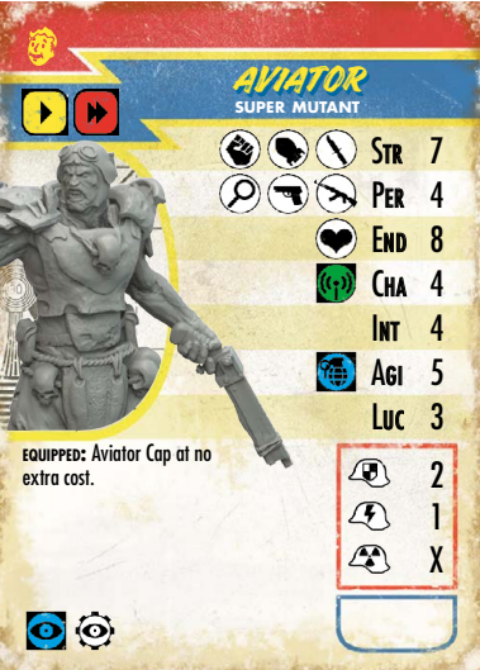 AVIATOR
SUPER MUTANT
STR 7
PER 4
END 8
CHA 4
INT 4
AGI 5
LUC 3
EQUIPPED: Aviator Cap at no
extra cost.
2
1
X